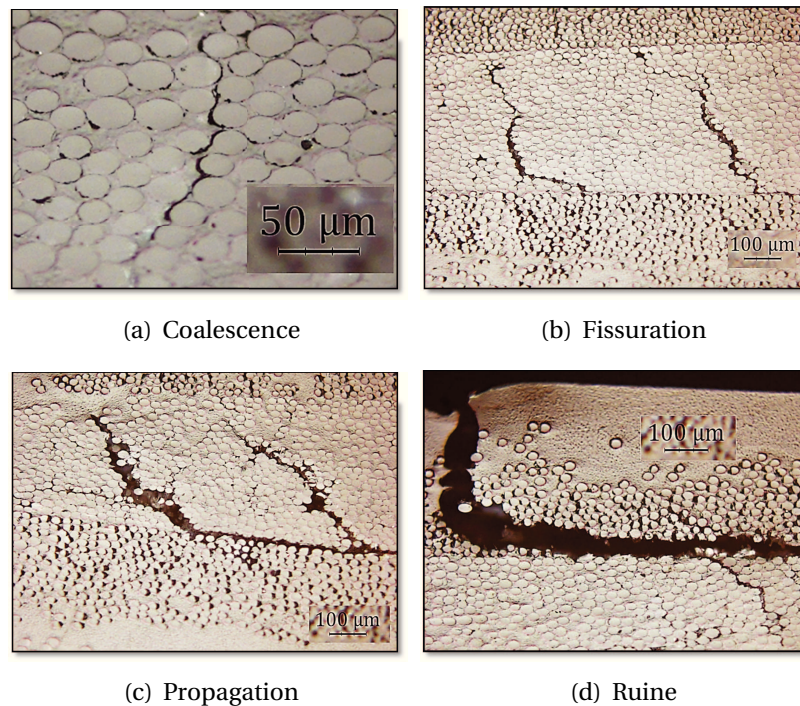 50 μm
100 μm
(a) Coalescence
(b) Fissuration
100 μm
100 μm
(c) Propagation
(d) Ruine